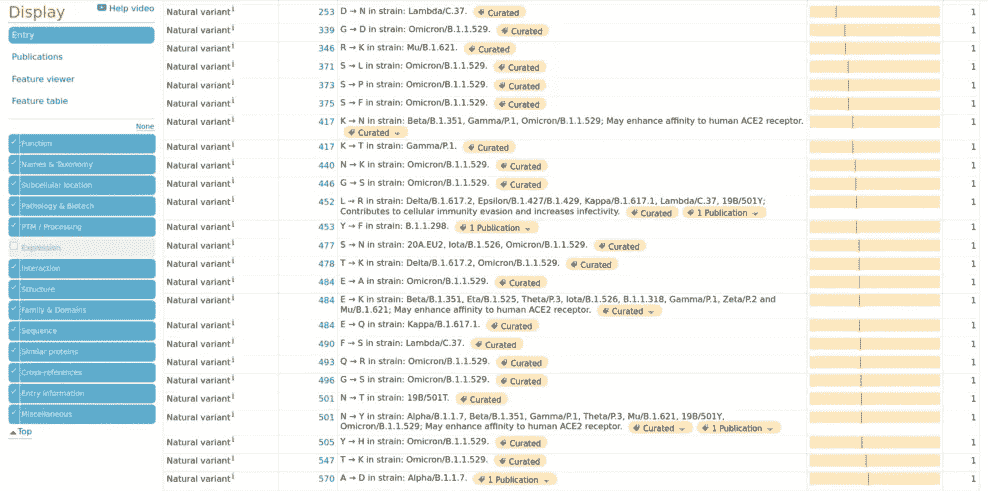 Display
Help video
Entry
Publications
Feature viewer
Feature table
None
Function
Names & Taxonomy
Subcellular location
Pathology & Biotech
PTM / Processing
Expression
Interaction
Structure
Family & Domains
Sequence
Similar proteins
Cross-references
Entry information
Miscellaneous
Top
Natural variant i 253 D → N in strain: Lambda/C.37. Curated 1
Natural variant i 339 G → D in strain: Omicron/B.1.1.529. Curated 1
Natural variant i 346 R → K in strain: Mu/B.1.621. Curated 1
Natural variant i 371 S → L in strain: Omicron/B.1.1.529. Curated 1
Natural variant i 373 S → P in strain: Omicron/B.1.1.529. Curated 1
Natural variant i 375 S → F in strain: Omicron/B.1.1.529. Curated 1
Natural variant i 417 K → N in strain: Beta/B.1.351, Gamma/P.1, Omicron/B.1.1.529; May enhance affinity to human ACE2 receptor. 1
Curated
Natural variant i 417 K → T in strain: Gamma/P.1. Curated 1
Natural variant i 440 N → K in strain: Omicron/B.1.1.529. Curated 1
Natural variant i 446 G → S in strain: Omicron/B.1.1.529. Curated 1
Natural variant i 452 L → R in strain: Delta/B.1.617.2, Epsilon/B.1.427/B.1.429, Kappa/B.1.617.1, Lambda/C.37, 19B/501Y; 1
Contributes to cellular immunity evasion and increases infectivity. Curated 1 Publication
Natural variant i 453 Y → F in strain: B.1.1.298. 1 Publication 1
Natural variant i 477 S → N in strain: 20A.EU2, Iota/B.1.526, Omicron/B.1.1.529. Curated 1
Natural variant i 478 T → K in strain: Delta/B.1.617.2, Omicron/B.1.1.529. Curated 1
Natural variant i 484 E → A in strain: Omicron/B.1.1.529. Curated 1
Natural variant i 484 E → K in strain: Beta/B.1.351, Eta/B.1.525, Theta/P.3, Iota/B.1.526, B.1.1.318, Gamma/P.1, Zeta/P.2 and 1
Mu/B.1.621; May enhance affinity to human ACE2 receptor. Curated
Natural variant i 484 E → Q in strain: Kappa/B.1.617.1. Curated 1
Natural variant i 490 F → S in strain: Lambda/C.37. Curated 1
Natural variant i 493 Q → R in strain: Omicron/B.1.1.529. Curated 1
Natural variant i 496 G → S in strain: Omicron/B.1.1.529. Curated 1
Natural variant i 501 N → T in strain: 19B/501T. Curated 1
Natural variant i 501 N → Y in strain: Alpha/B.1.1.7, Beta/B.1.351, Gamma/P.1, Theta/P.3, Mu/B.1.621, 19B/501Y, 1
Omicron/B.1.1.529; May enhance affinity to human ACE2 receptor. Curated 1 Publication
Natural variant i 505 Y → H in strain: Omicron/B.1.1.529. Curated 1
Natural variant i 547 T → K in strain: Omicron/B.1.1.529. Curated 1
Natural variant i 570 A → D in strain: Alpha/B.1.1.7. 1 Publication 1